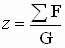 z = ∑F / G